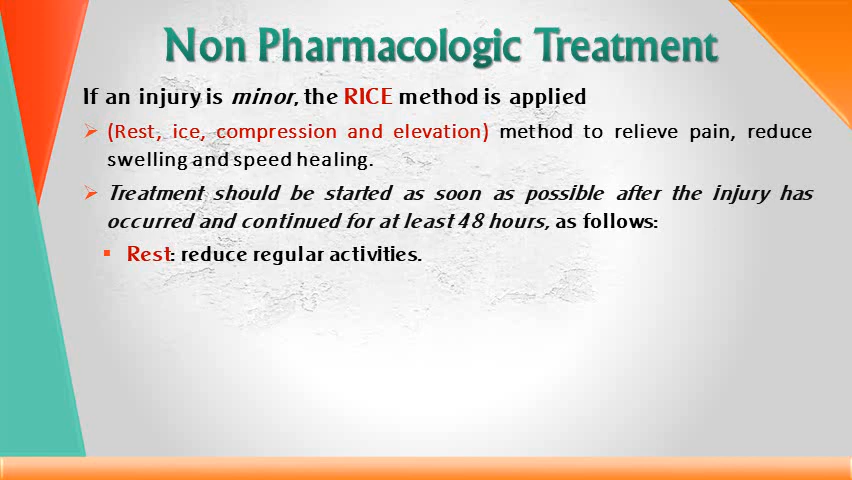 Non Pharmacologic Treatment
If an injury is minor, the RICE method is applied
➢ (Rest, ice, compression and elevation) method to relieve pain, reduce
swelling and speed healing.
➢ Treatment should be started as soon as possible after the injury has
occurred and continued for at least 48 hours, as follows:
▪ Rest: reduce regular activities.